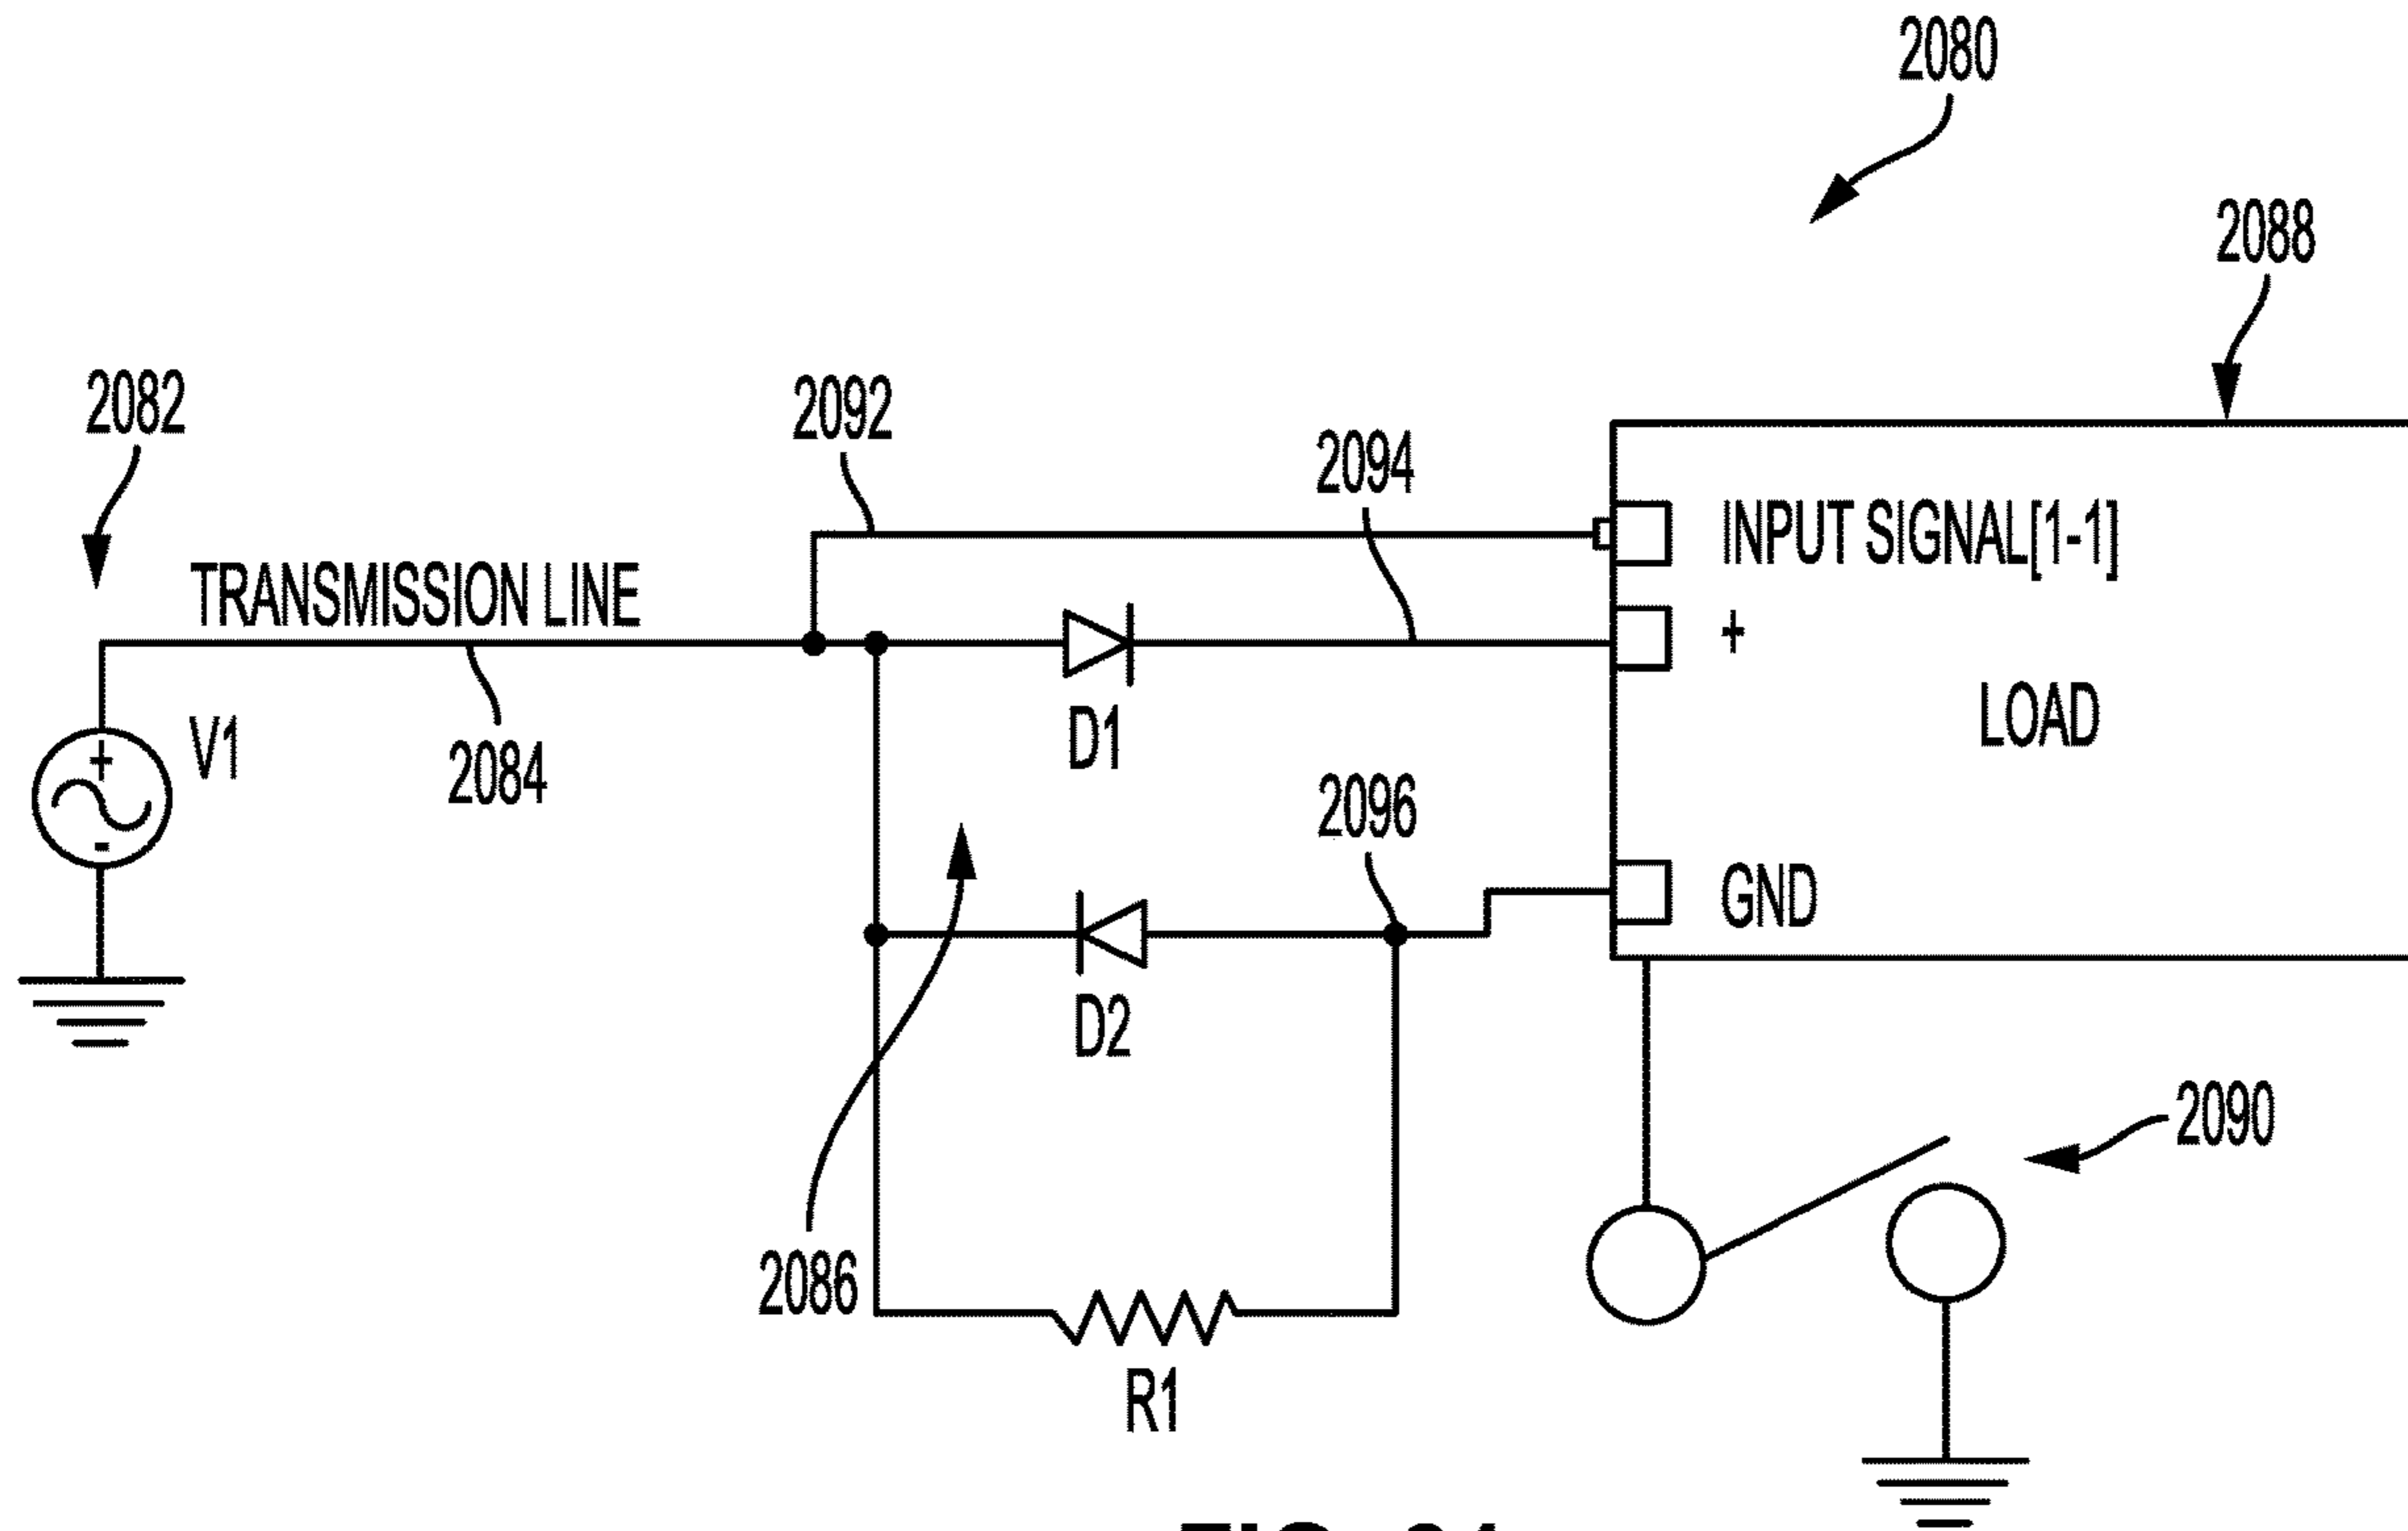 2080
2088
2082
2092
2094
TRANSMISSION LINE
INPUT SIGNAL[1-1]
+
LOAD
V1
+
-
2084
D1
2096
GND
D2
2090
2086
R1